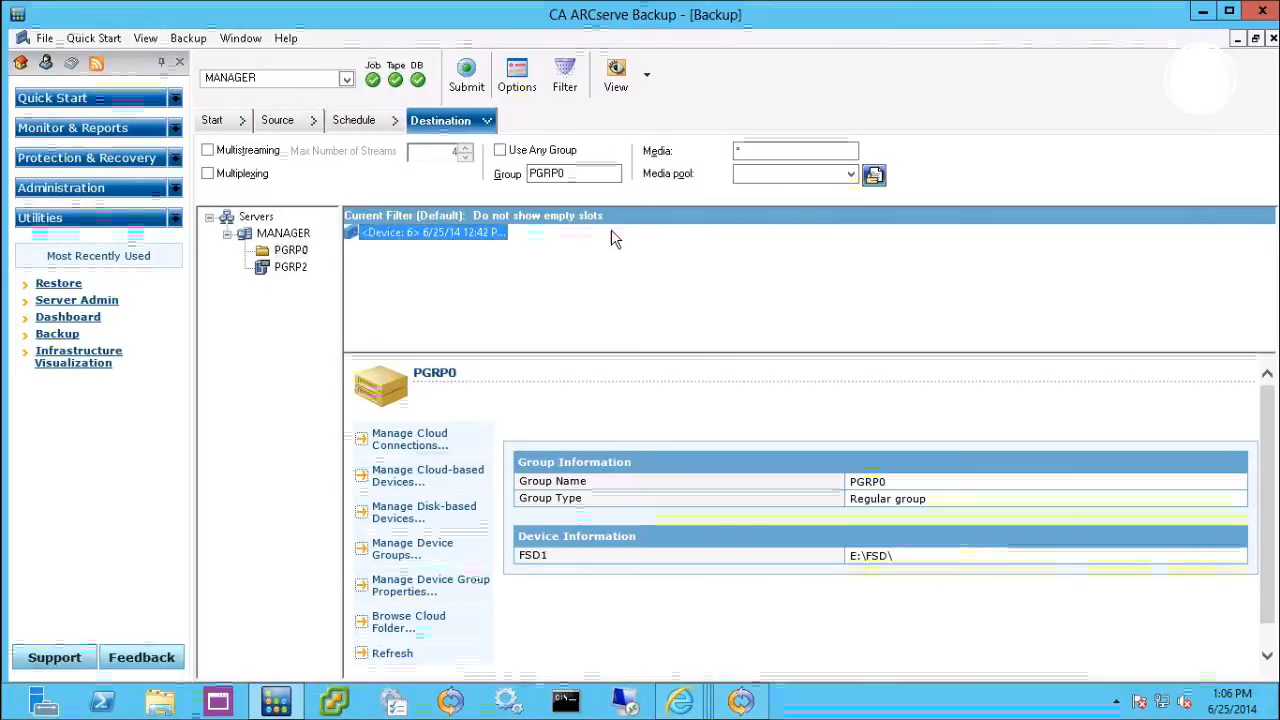 CA ARCserve Backup - [Backup]
File Quick Start View Backup Window Help
MANAGER
Job Tape DB
Submit Options Filter View
Quick Start
Monitor & Reports
Protection & Recovery
Administration
Utilities
Most Recently Used
Restore
Server Admin
Dashboard
Backup
Infrastructure
Visualization
Support Feedback
Start Source Schedule Destination
Multistreaming Max Number of Streams 4
Use Any Group
Media: *
Multiplexing
Group PGRP0
Media pool:
Servers
MANAGER
PGRP0
PGRP2
Current Filter (Default): Do not show empty slots
<Device: 6> 6/25/14 12:42 P...
PGRP0
Manage Cloud
Connections...
Manage Cloud-based
Devices...
Manage Disk-based
Devices...
Manage Device
Groups...
Manage Device Group
Properties...
Browse Cloud
Folder...
Refresh
Group Information
Group Name PGRP0
Group Type Regular group
Device Information
FSD1 E:\FSD\
1:06 PM
6/25/2014